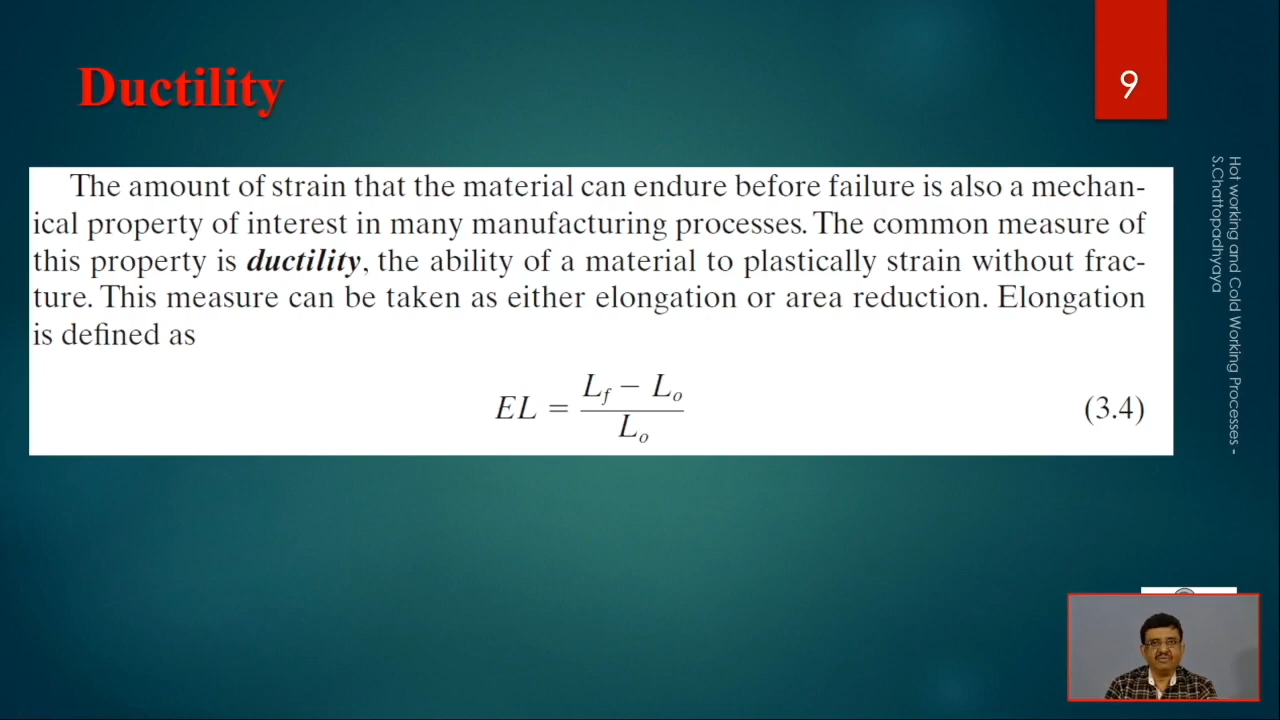 Ductility
9
The amount of strain that the material can endure before failure is also a mechan-
ical property of interest in many manufacturing processes. The common measure of
this property is ductility, the ability of a material to plastically strain without frac-
ture. This measure can be taken as either elongation or area reduction. Elongation
is defined as
EL = (L_f − L_o) / L_o (3.4)
Hot working and Cold Working Processes -
S.Chattopadhyaya